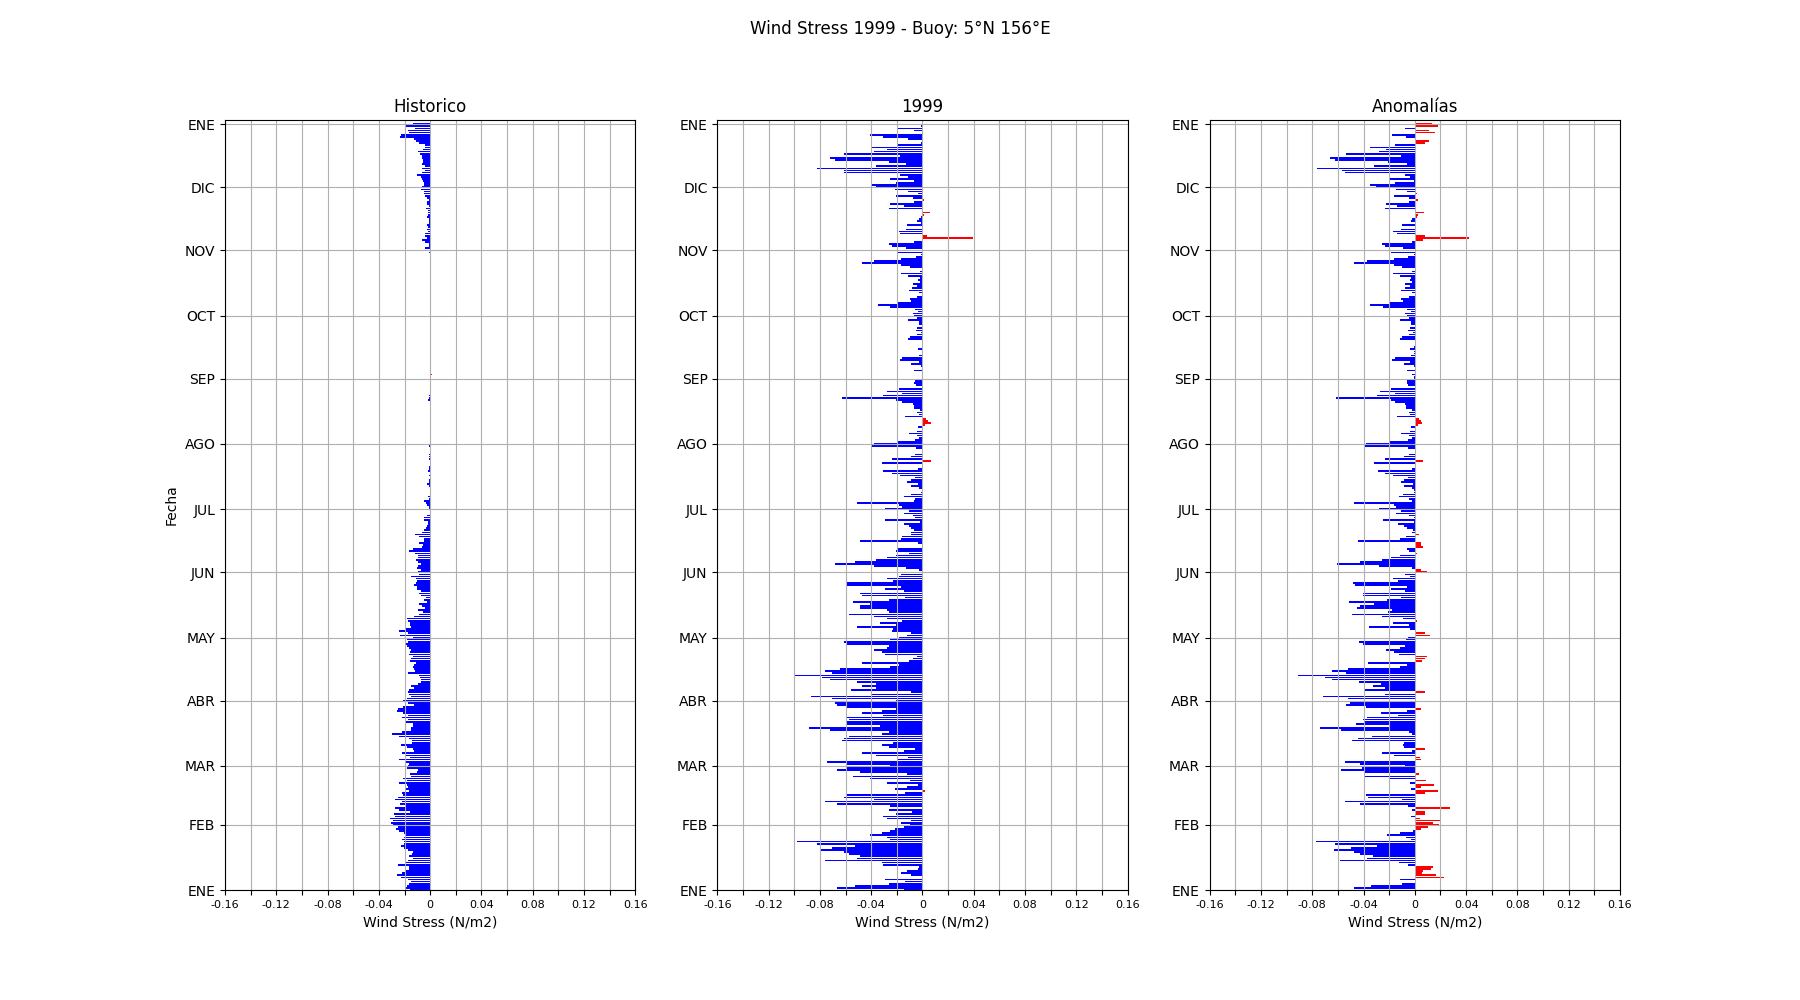 Wind Stress 1999 - Buoy: 5°N 156°E
Historico
1999
Anomalías
ENE
DIC
NOV
OCT
SEP
AGO
JUL
JUN
MAY
ABR
MAR
FEB
ENE
Fecha
-0.16 -0.12 -0.08 -0.04 0 0.04 0.08 0.12 0.16
Wind Stress (N/m2)
ENE
DIC
NOV
OCT
SEP
AGO
JUL
JUN
MAY
ABR
MAR
FEB
ENE
-0.16 -0.12 -0.08 -0.04 0 0.04 0.08 0.12 0.16
Wind Stress (N/m2)
ENE
DIC
NOV
OCT
SEP
AGO
JUL
JUN
MAY
ABR
MAR
FEB
ENE
-0.16 -0.12 -0.08 -0.04 0 0.04 0.08 0.12 0.16
Wind Stress (N/m2)